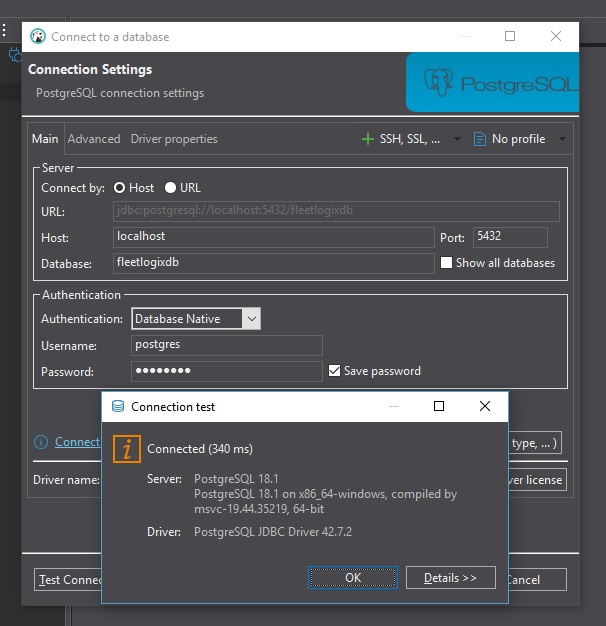 Connect to a database
Connection Settings
PostgreSQL connection settings
PostgreSQL
Main Advanced Driver properties SSH, SSL, ... No profile
Server
Connect by: Host URL
URL: jdbc:postgresql://localhost:5432/fleetlogixdb
Host: localhost Port: 5432
Database: fleetlogixdb Show all databases
Authentication
Authentication: Database Native
Username: postgres
Password: •••••••• Save password
Connection test
Connect
type, ... )
Connected (340 ms)
Driver name:
Server: PostgreSQL 18.1
PostgreSQL 18.1 on x86_64-windows, compiled by
msvc-19.44.35219, 64-bit
ver license
Driver: PostgreSQL JDBC Driver 42.7.2
Test Connec
OK Details >>
Cancel